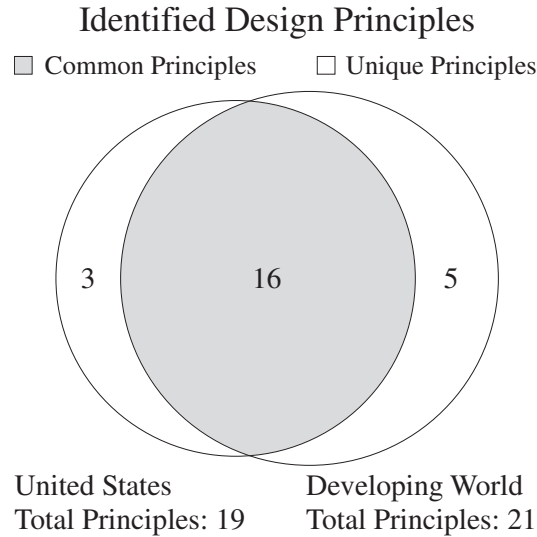 Identified Design Principles
Common Principles Unique Principles
3 16 5
United States Developing World
Total Principles: 19 Total Principles: 21